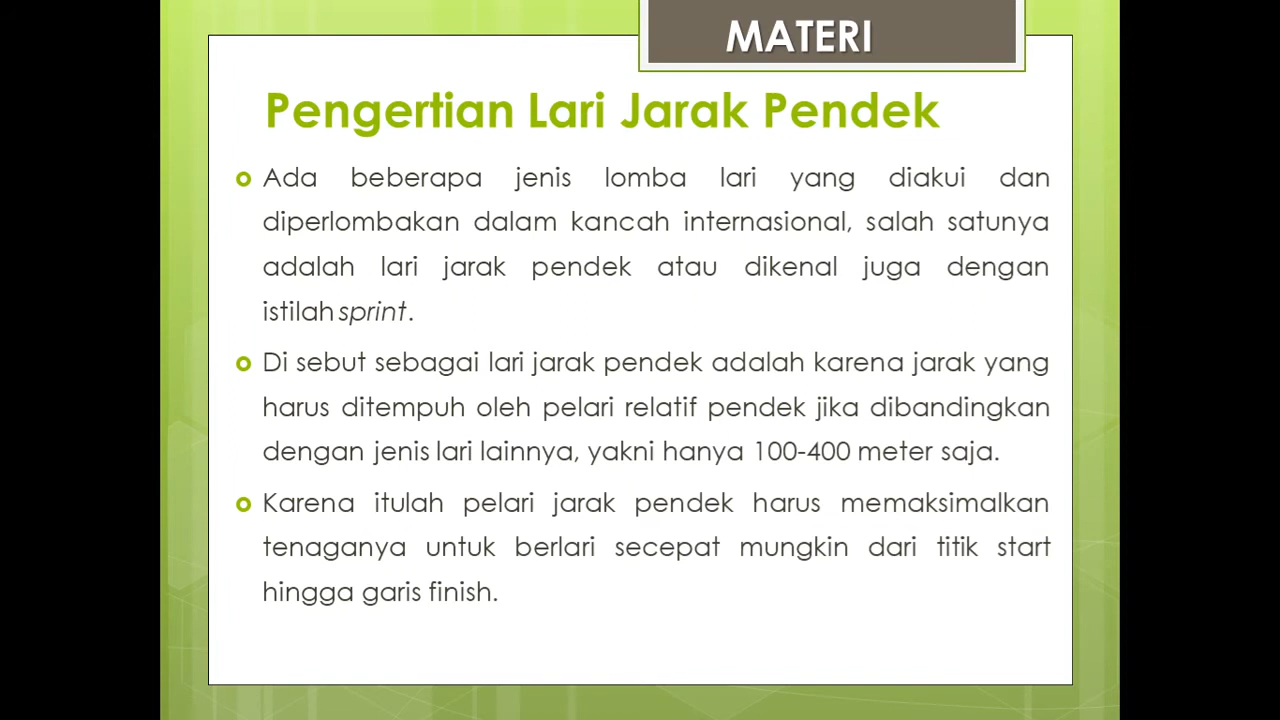 MATERI
Pengertian Lari Jarak Pendek
Ada beberapa jenis lomba lari yang diakui dan
diperlombakan dalam kancah internasional, salah satunya
adalah lari jarak pendek atau dikenal juga dengan
istilah sprint.
Di sebut sebagai lari jarak pendek adalah karena jarak yang
harus ditempuh oleh pelari relatif pendek jika dibandingkan
dengan jenis lari lainnya, yakni hanya 100-400 meter saja.
Karena itulah pelari jarak pendek harus memaksimalkan
tenaganya untuk berlari secepat mungkin dari titik start
hingga garis finish.